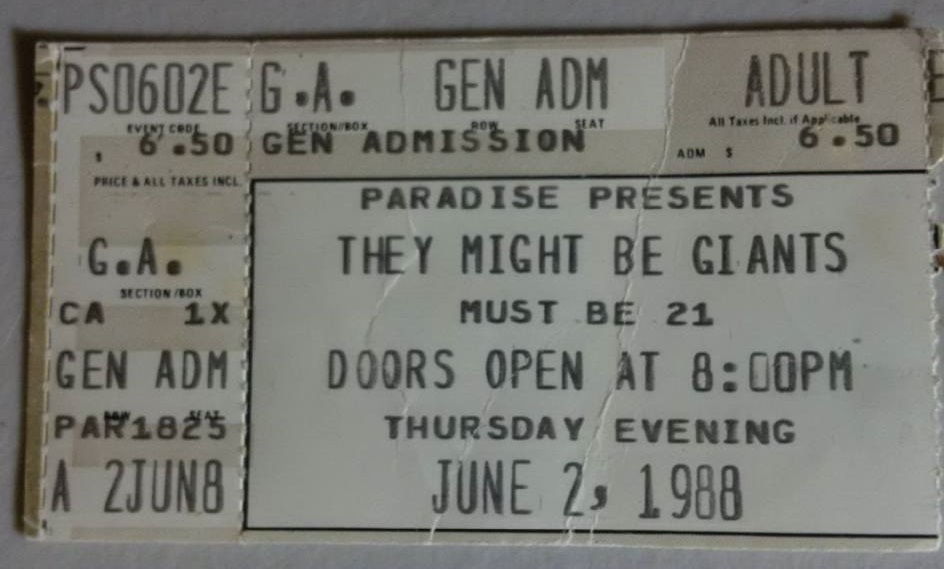 PS0602E
EVENT CODE
$ 6.50
PRICE & ALL TAXES INCL.
G.A.
SECTION/BOX
CA 1X
GEN ADM
ROW SEAT
PAR1825
A 2JUN8
G.A. GEN ADM ADULT
SECTION/BOX ROW SEAT All Taxes Incl. if Applicable
GEN ADMISSION ADM $ 6.50
PARADISE PRESENTS
THEY MIGHT BE GIANTS
MUST BE 21
DOORS OPEN AT 8:00PM
THURSDAY EVENING
JUNE 2, 1988